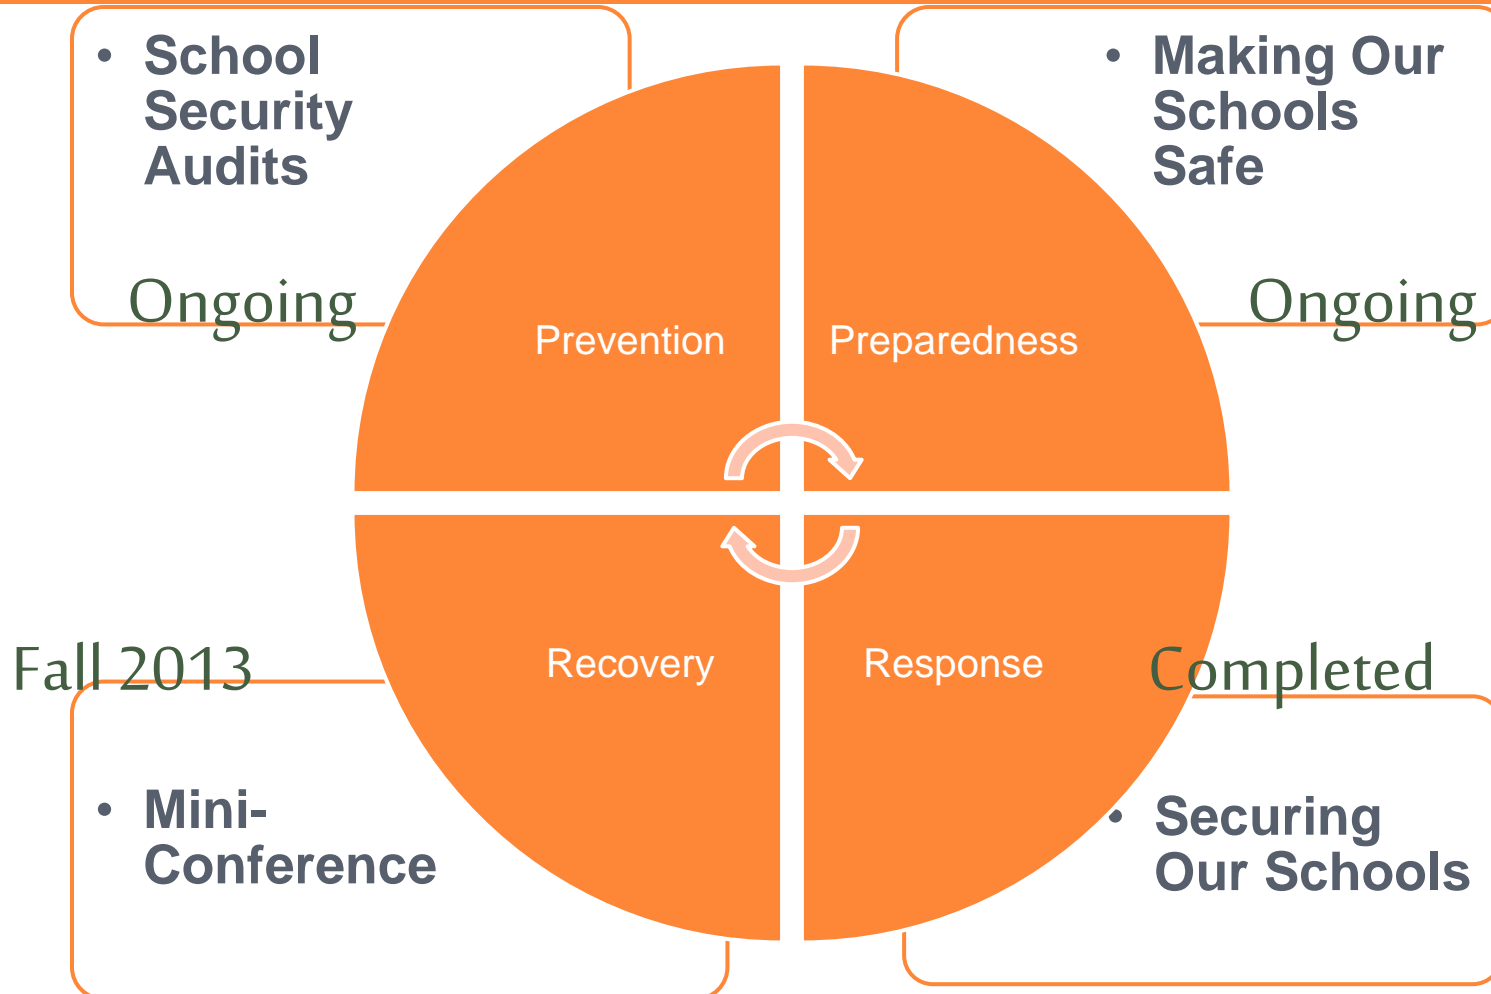 • School
Security
Audits
Ongoing
• Making Our
Schools
Safe
Ongoing
Prevention
Preparedness
Recovery
Response
Fall 2013
• Mini-
Conference
Completed
• Securing
Our Schools